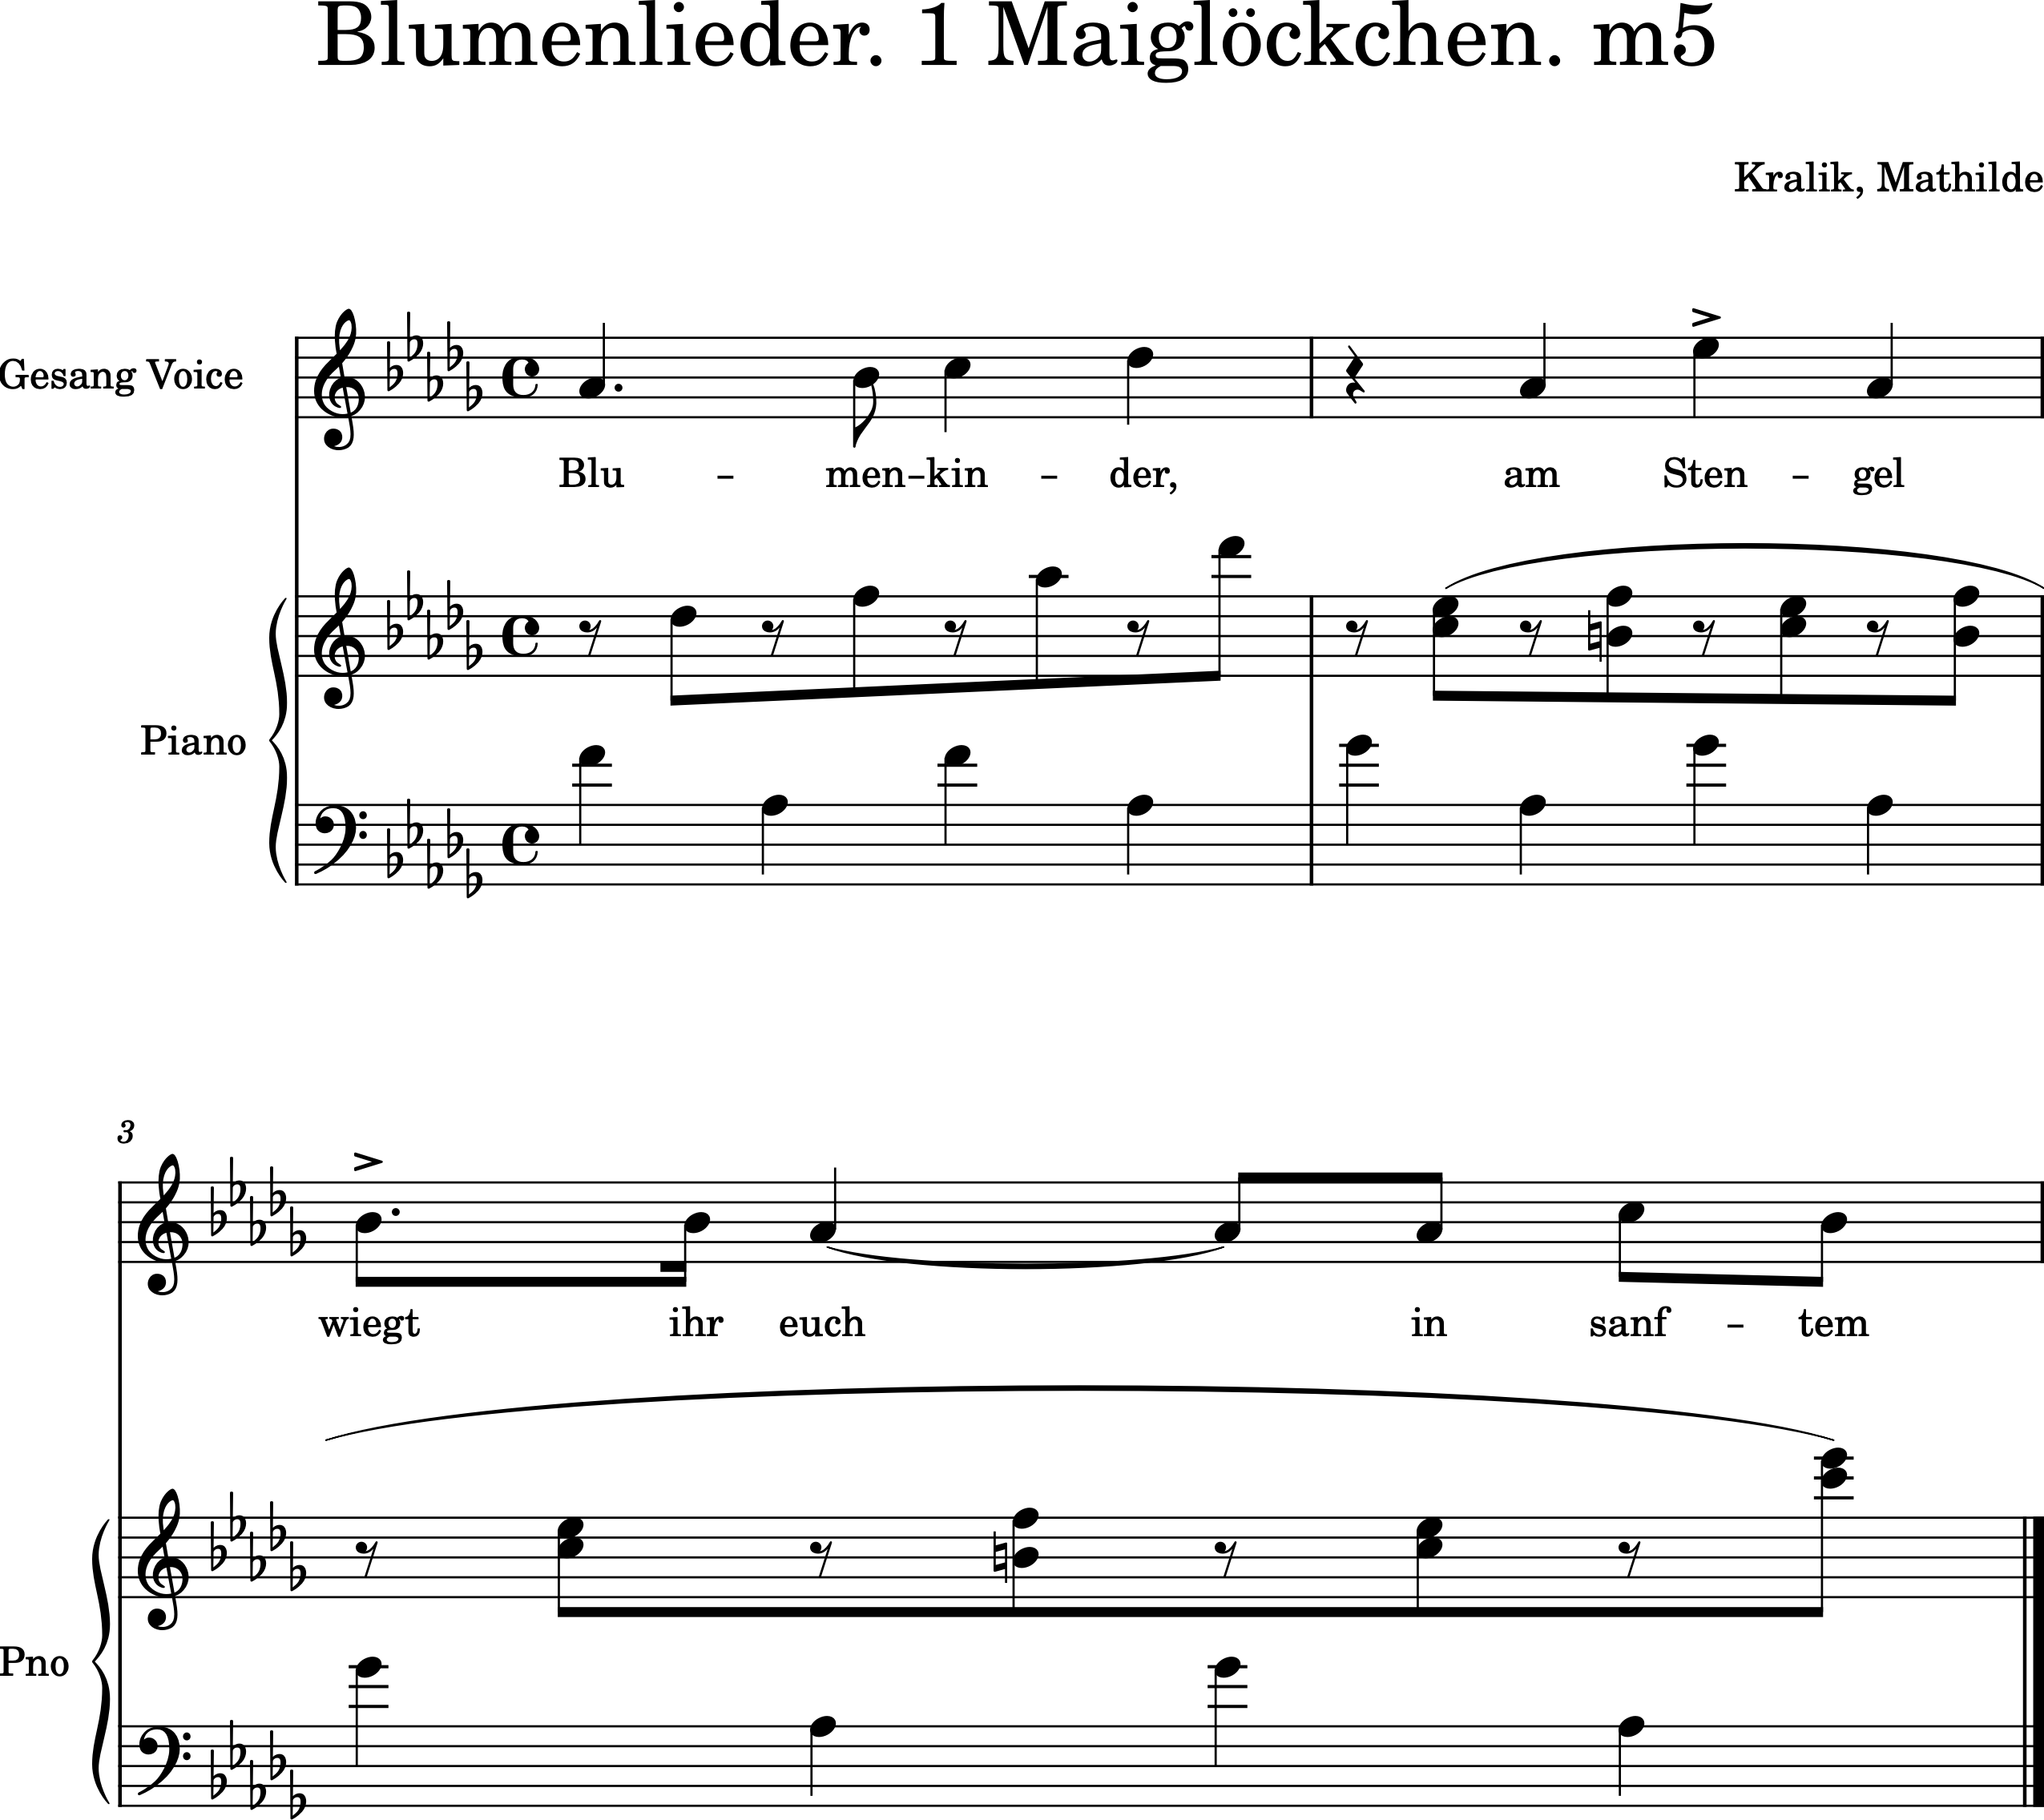 Blumenlieder. 1 Maiglöckchen. m5
Kralik, Mathilde
Gesang Voice
Blu - men-kin - der, am Sten - gel
Piano
3
wiegt ihr euch in sanf - tem
Pno